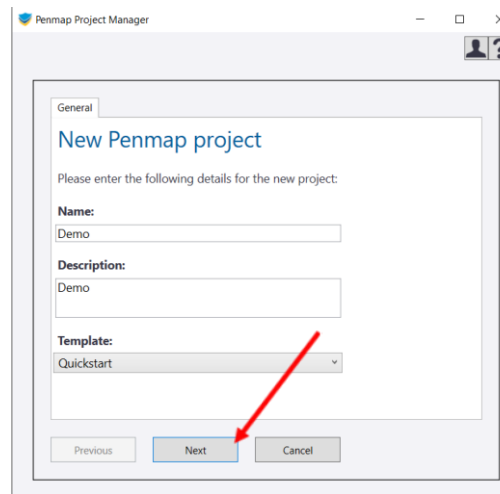 Penmap Project Manager
?
General
New Penmap project
Please enter the following details for the new project:
Name:
Demo
Description:
Demo
Template:
Quickstart
Previous Next Cancel